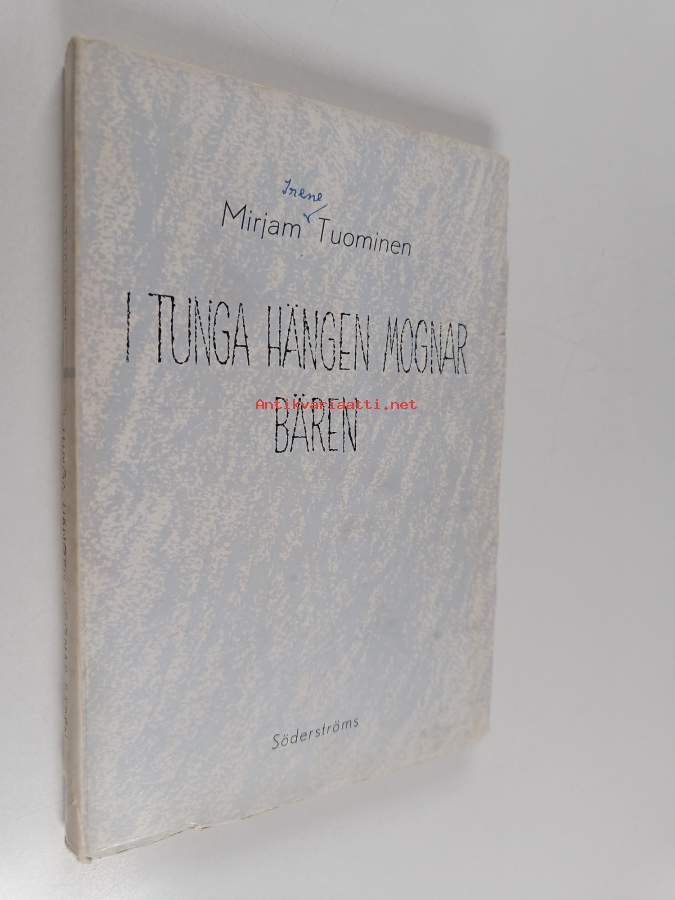 Irene
Mirjam Tuominen
I TUNGA HÄNGEN MOGNAR
Antikvariaatti.net
BÄREN
Söderströms